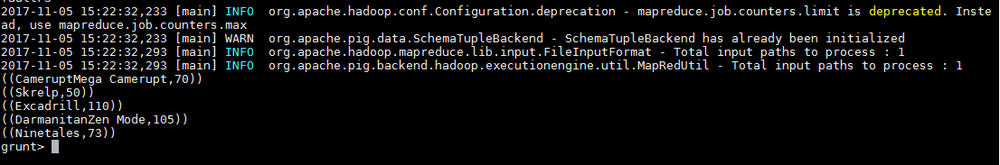 2017-11-05 15:22:32,233 [main] INFO  org.apache.hadoop.conf.Configuration.deprecation - mapreduce.job.counters.limit is deprecated. Inste
ad, use mapreduce.job.counters.max
2017-11-05 15:22:32,233 [main] WARN  org.apache.pig.data.SchemaTupleBackend - SchemaTupleBackend has already been initialized
2017-11-05 15:22:32,293 [main] INFO  org.apache.hadoop.mapreduce.lib.input.FileInputFormat - Total input paths to process : 1
2017-11-05 15:22:32,293 [main] INFO  org.apache.pig.backend.hadoop.executionengine.util.MapRedUtil - Total input paths to process : 1
((CameruptMega Camerupt,70))
((Skrelp,50))
((Excadrill,110))
((DarmanitanZen Mode,105))
((Ninetales,73))
grunt>